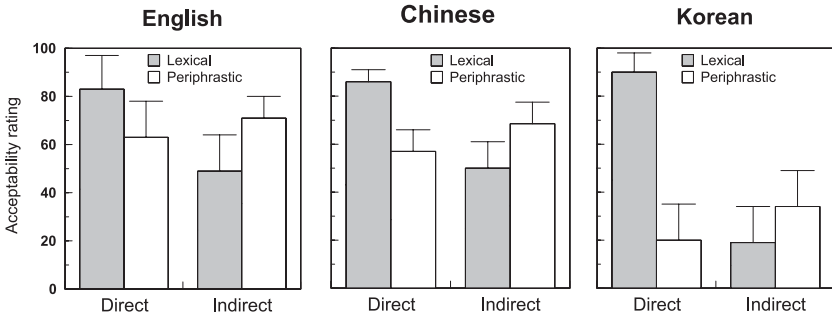 English
Chinese
Korean
Acceptability rating
100
80
60
40
20
0
Lexical
Periphrastic
Direct
Indirect
Lexical
Periphrastic
Direct
Indirect
Lexical
Periphrastic
Direct
Indirect